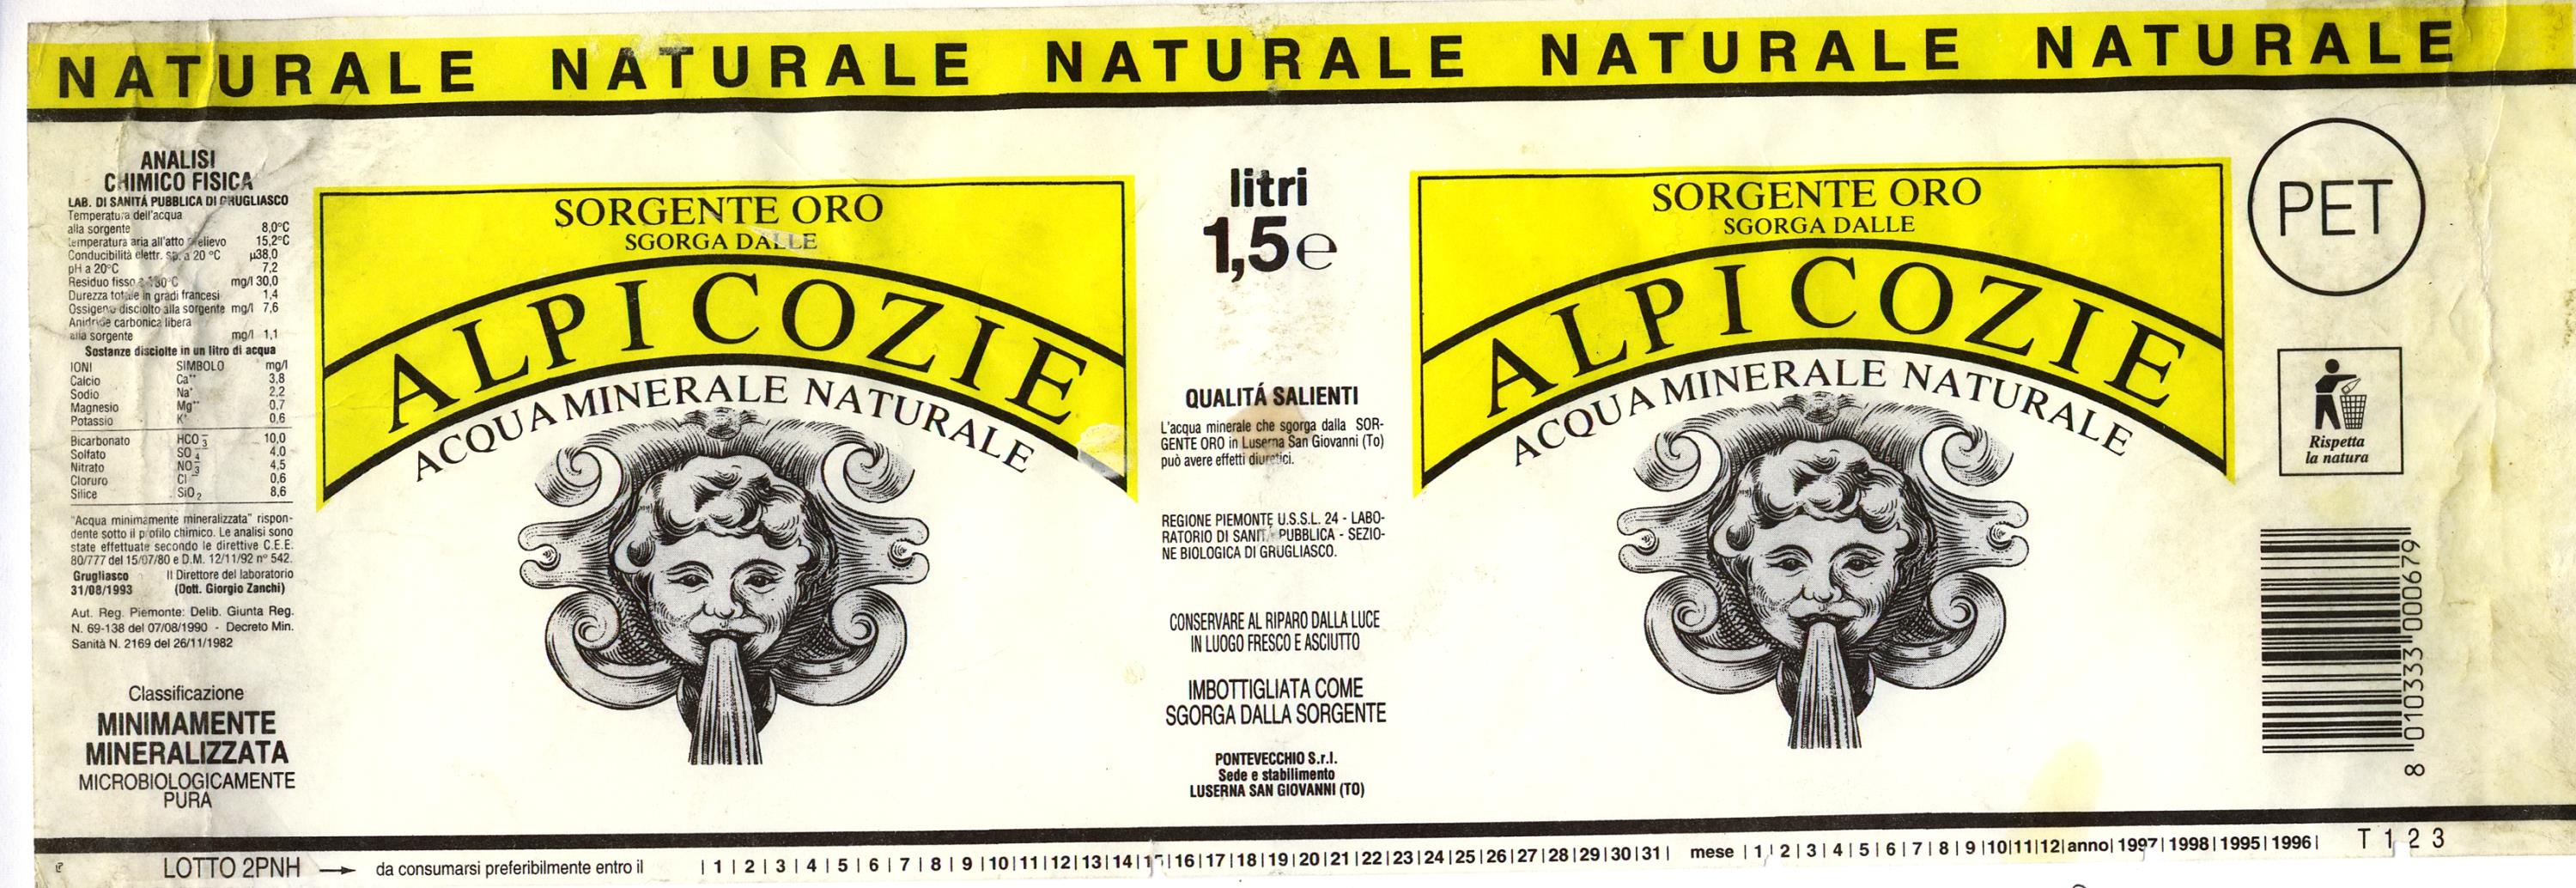 NATURALE NATURALE NATURALE NATURALE NATURALE
ANALISI
CHIMICO FISICA
LAB. DI SANITÁ PUBBLICA DI GRUGLIASCO
Temperatura dell'acqua
alla sorgente 8,0°C
temperatura aria all'atto prelievo 15,2°C
Conducibilità elettr. sp. a 20 °C µ38,0
pH a 20°C 7,2
Residuo fisso a 180°C mg/l 30,0
Durezza totale in gradi francesi 1,4
Ossigeno disciolto alla sorgente mg/l 7,6
Anidride carbonica libera
alla sorgente mg/l 1,1
Sostanze disciolte in un litro di acqua
IONI SIMBOLO mg/l
Calcio Ca⁺⁺ 3,8
Sodio Na⁺ 2,2
Magnesio Mg⁺⁺ 0,7
Potassio K⁺ 0,6
Bicarbonato HCO₃⁻ 10,0
Solfato SO₄⁻⁻ 4,0
Nitrato NO₃⁻ 4,5
Cloruro Cl⁻ 0,6
Silice SiO₂ 8,6
"Acqua minimamente mineralizzata" rispon-
dente sotto il profilo chimico. Le analisi sono
state effettuate secondo le direttive C.E.E.
80/777 del 15/07/80 e D.M. 12/11/92 n° 542.
Grugliasco Il Direttore del laboratorio
31/08/1993 (Dott. Giorgio Zanchi)
Aut. Reg. Piemonte: Delib. Giunta Reg.
N. 69-138 del 07/08/1990 - Decreto Min.
Sanità N. 2169 del 26/11/1982
Classificazione
MINIMAMENTE
MINERALIZZATA
MICROBIOLOGICAMENTE
PURA
SORGENTE ORO
SGORGA DALLE
ALPI COZIE
ACQUA MINERALE NATURALE
litri
1,5 e
QUALITÁ SALIENTI
L'acqua minerale che sgorga dalla SOR-
GENTE ORO in Luserna San Giovanni (To)
può avere effetti diuretici.
REGIONE PIEMONTE U.S.S.L. 24 - LABO-
RATORIO DI SANITÁ PUBBLICA - SEZIO-
NE BIOLOGICA DI GRUGLIASCO.
CONSERVARE AL RIPARO DALLA LUCE
IN LUOGO FRESCO E ASCIUTTO
IMBOTTIGLIATA COME
SGORGA DALLA SORGENTE
PONTEVECCHIO S.r.l.
Sede e stabilimento
LUSERNA SAN GIOVANNI (TO)
SORGENTE ORO
SGORGA DALLE
ALPI COZIE
ACQUA MINERALE NATURALE
PET
Rispetta
la natura
8 010333 000679
LOTTO 2PNH → da consumarsi preferibilmente entro il | 1 | 2 | 3 | 4 | 5 | 6 | 7 | 8 | 9 |10|11|12|13|14|15|16|17|18|19|20|21|22|23|24|25|26|27|28|29|30|31| mese | 1 | 2 | 3 | 4 | 5 | 6 | 7 | 8 | 9 |10|11|12|anno| 1997|1998|1995|1996| T 1 2 3